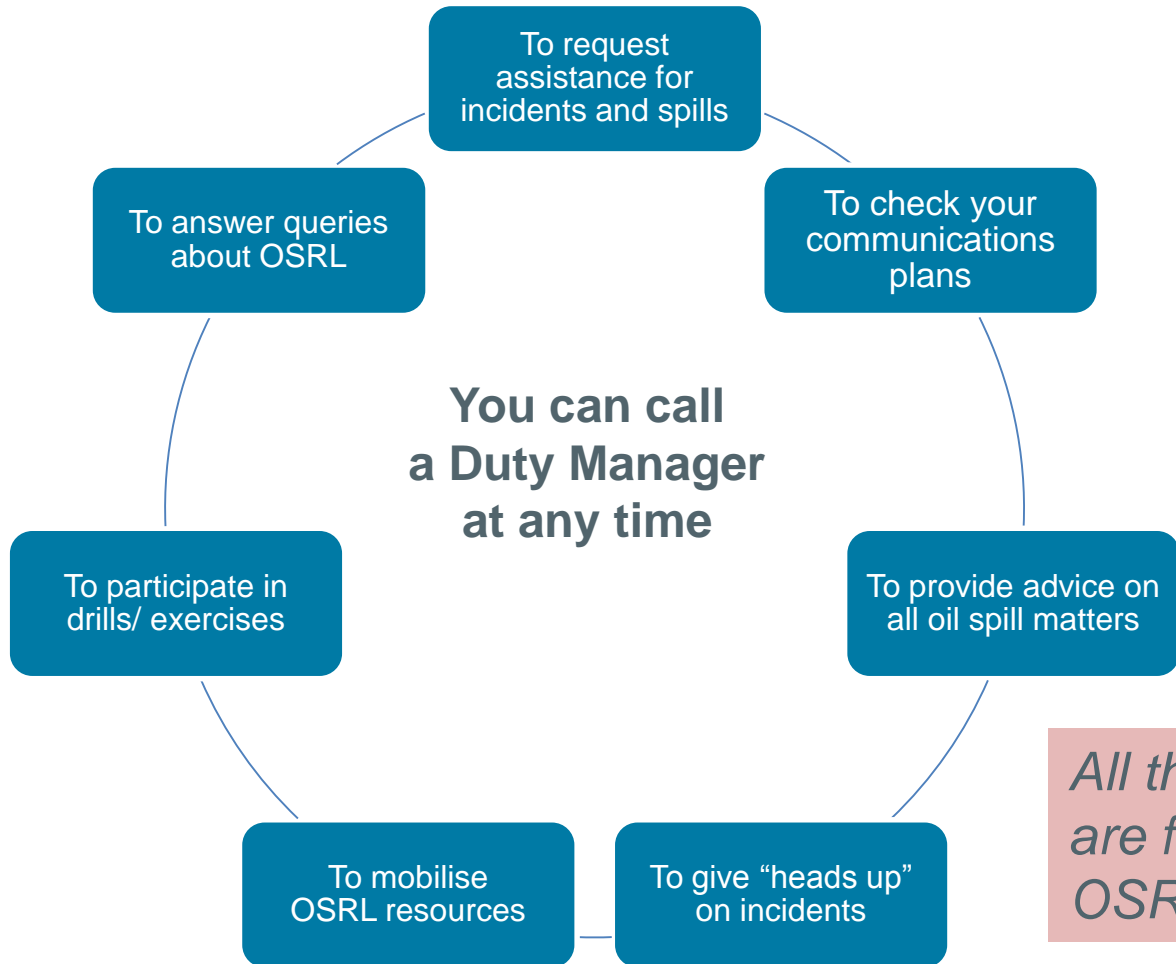 To request
assistance for
incidents and spills
To check your
communications
plans
To provide advice on
all oil spill matters
To give “heads up”
on incidents
To mobilise
OSRL resources
To participate in
drills/ exercises
To answer queries
about OSRL
You can call
a Duty Manager
at any time
All
are